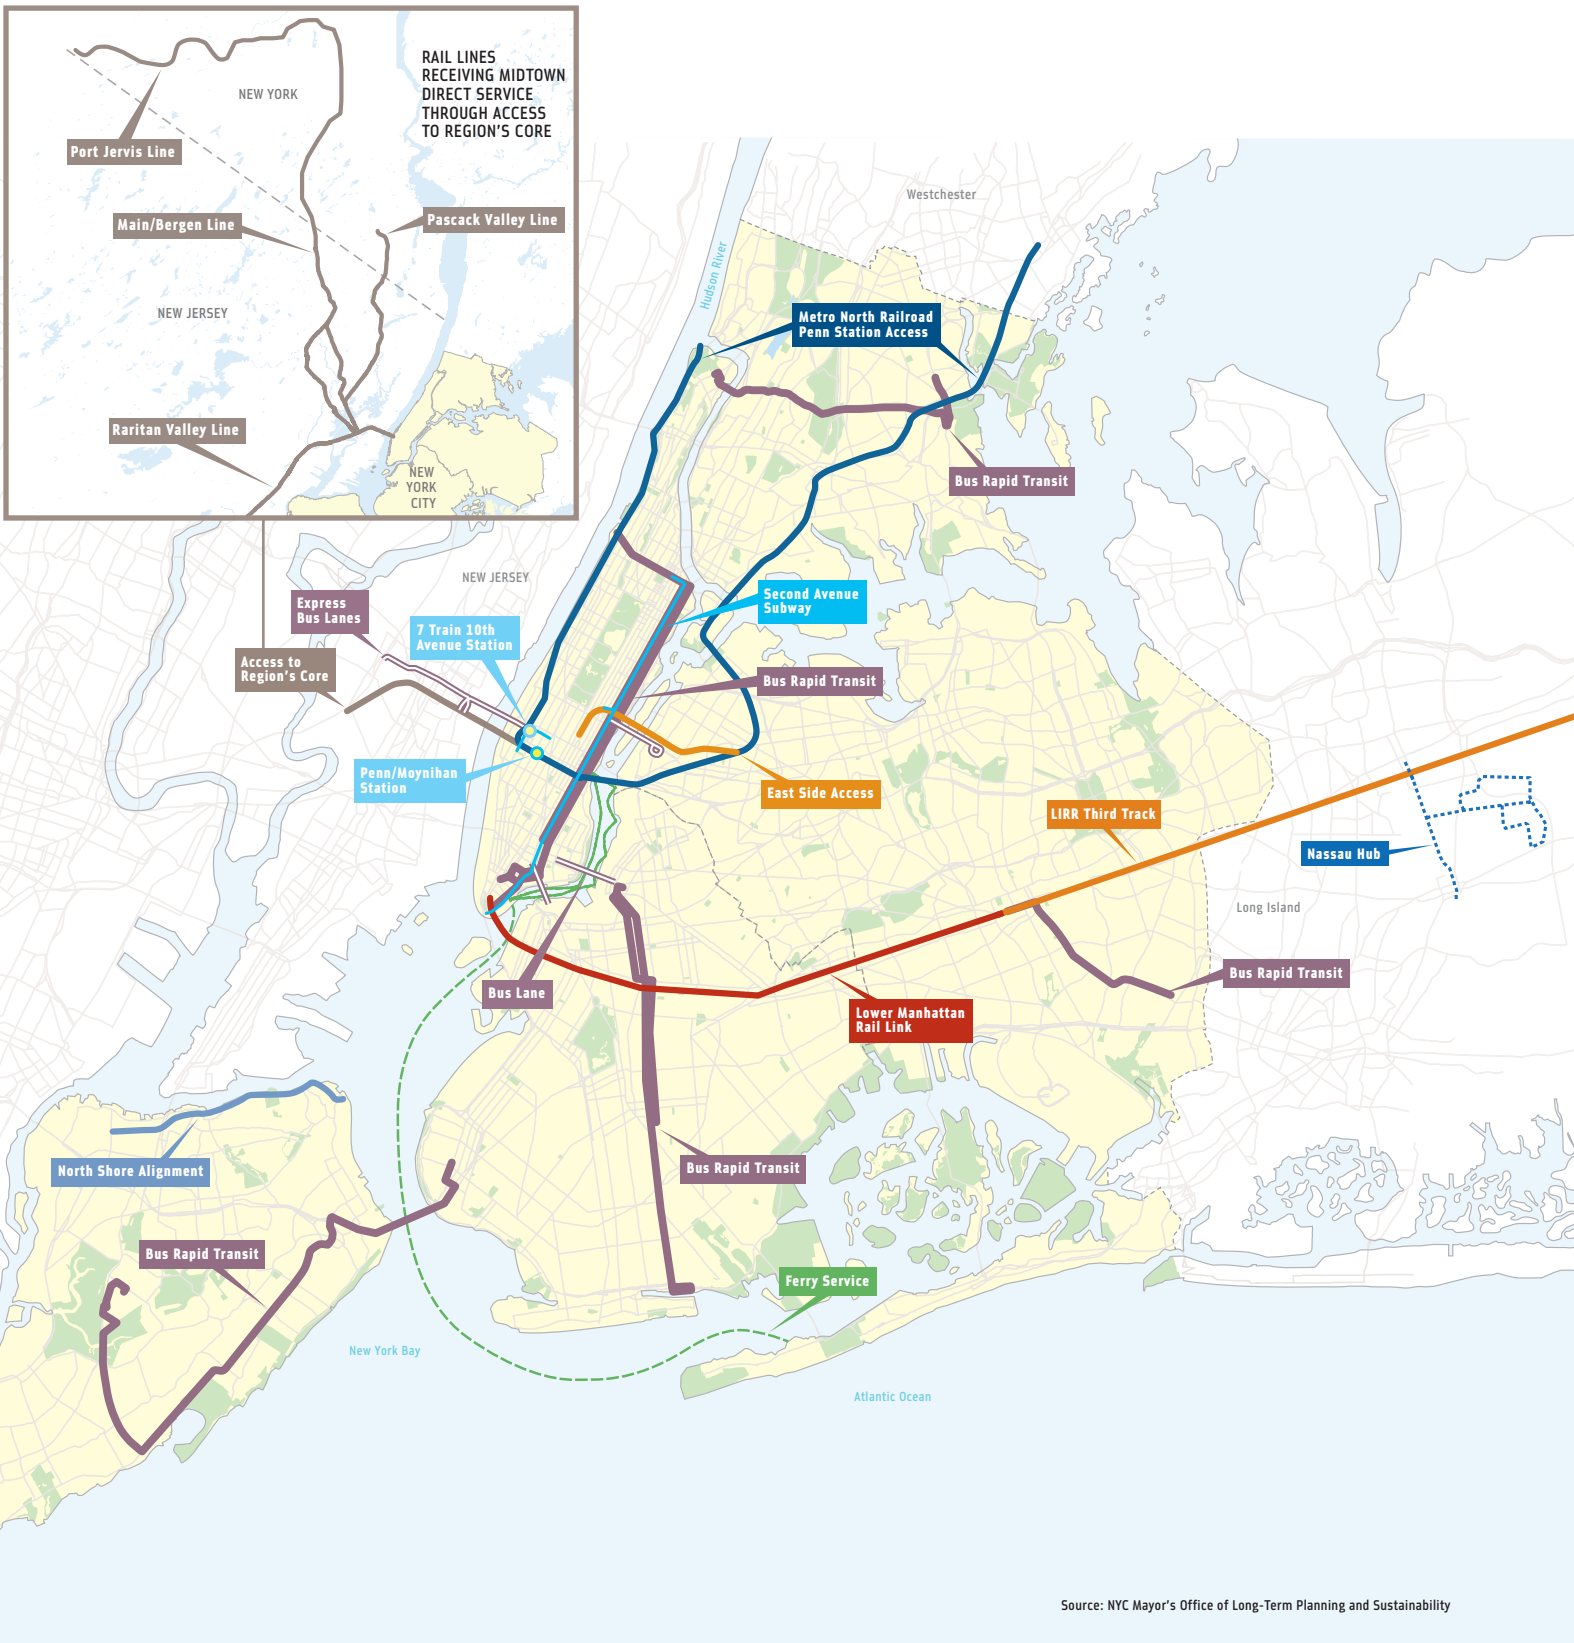 RAIL LINES
RECEIVING MIDTOWN
DIRECT SERVICE
THROUGH ACCESS
TO REGION'S CORE
NEW YORK
Port Jervis Line
Main/Bergen Line
Pascack Valley Line
NEW JERSEY
Raritan Valley Line
NEW
YORK
CITY
Westchester
Hudson River
Metro North Railroad
Penn Station Access
Bus Rapid Transit
NEW JERSEY
Express
Bus Lanes
7 Train 10th
Avenue Station
Second Avenue
Subway
Access to
Region's Core
Bus Rapid Transit
Penn/Moynihan
Station
East Side Access
LIRR Third Track
Nassau Hub
Long Island
Bus Rapid Transit
Bus Lane
Lower Manhattan
Rail Link
North Shore Alignment
Bus Rapid Transit
Bus Rapid Transit
Ferry Service
New York Bay
Atlantic Ocean
Source: NYC Mayor's Office of Long-Term Planning and Sustainability